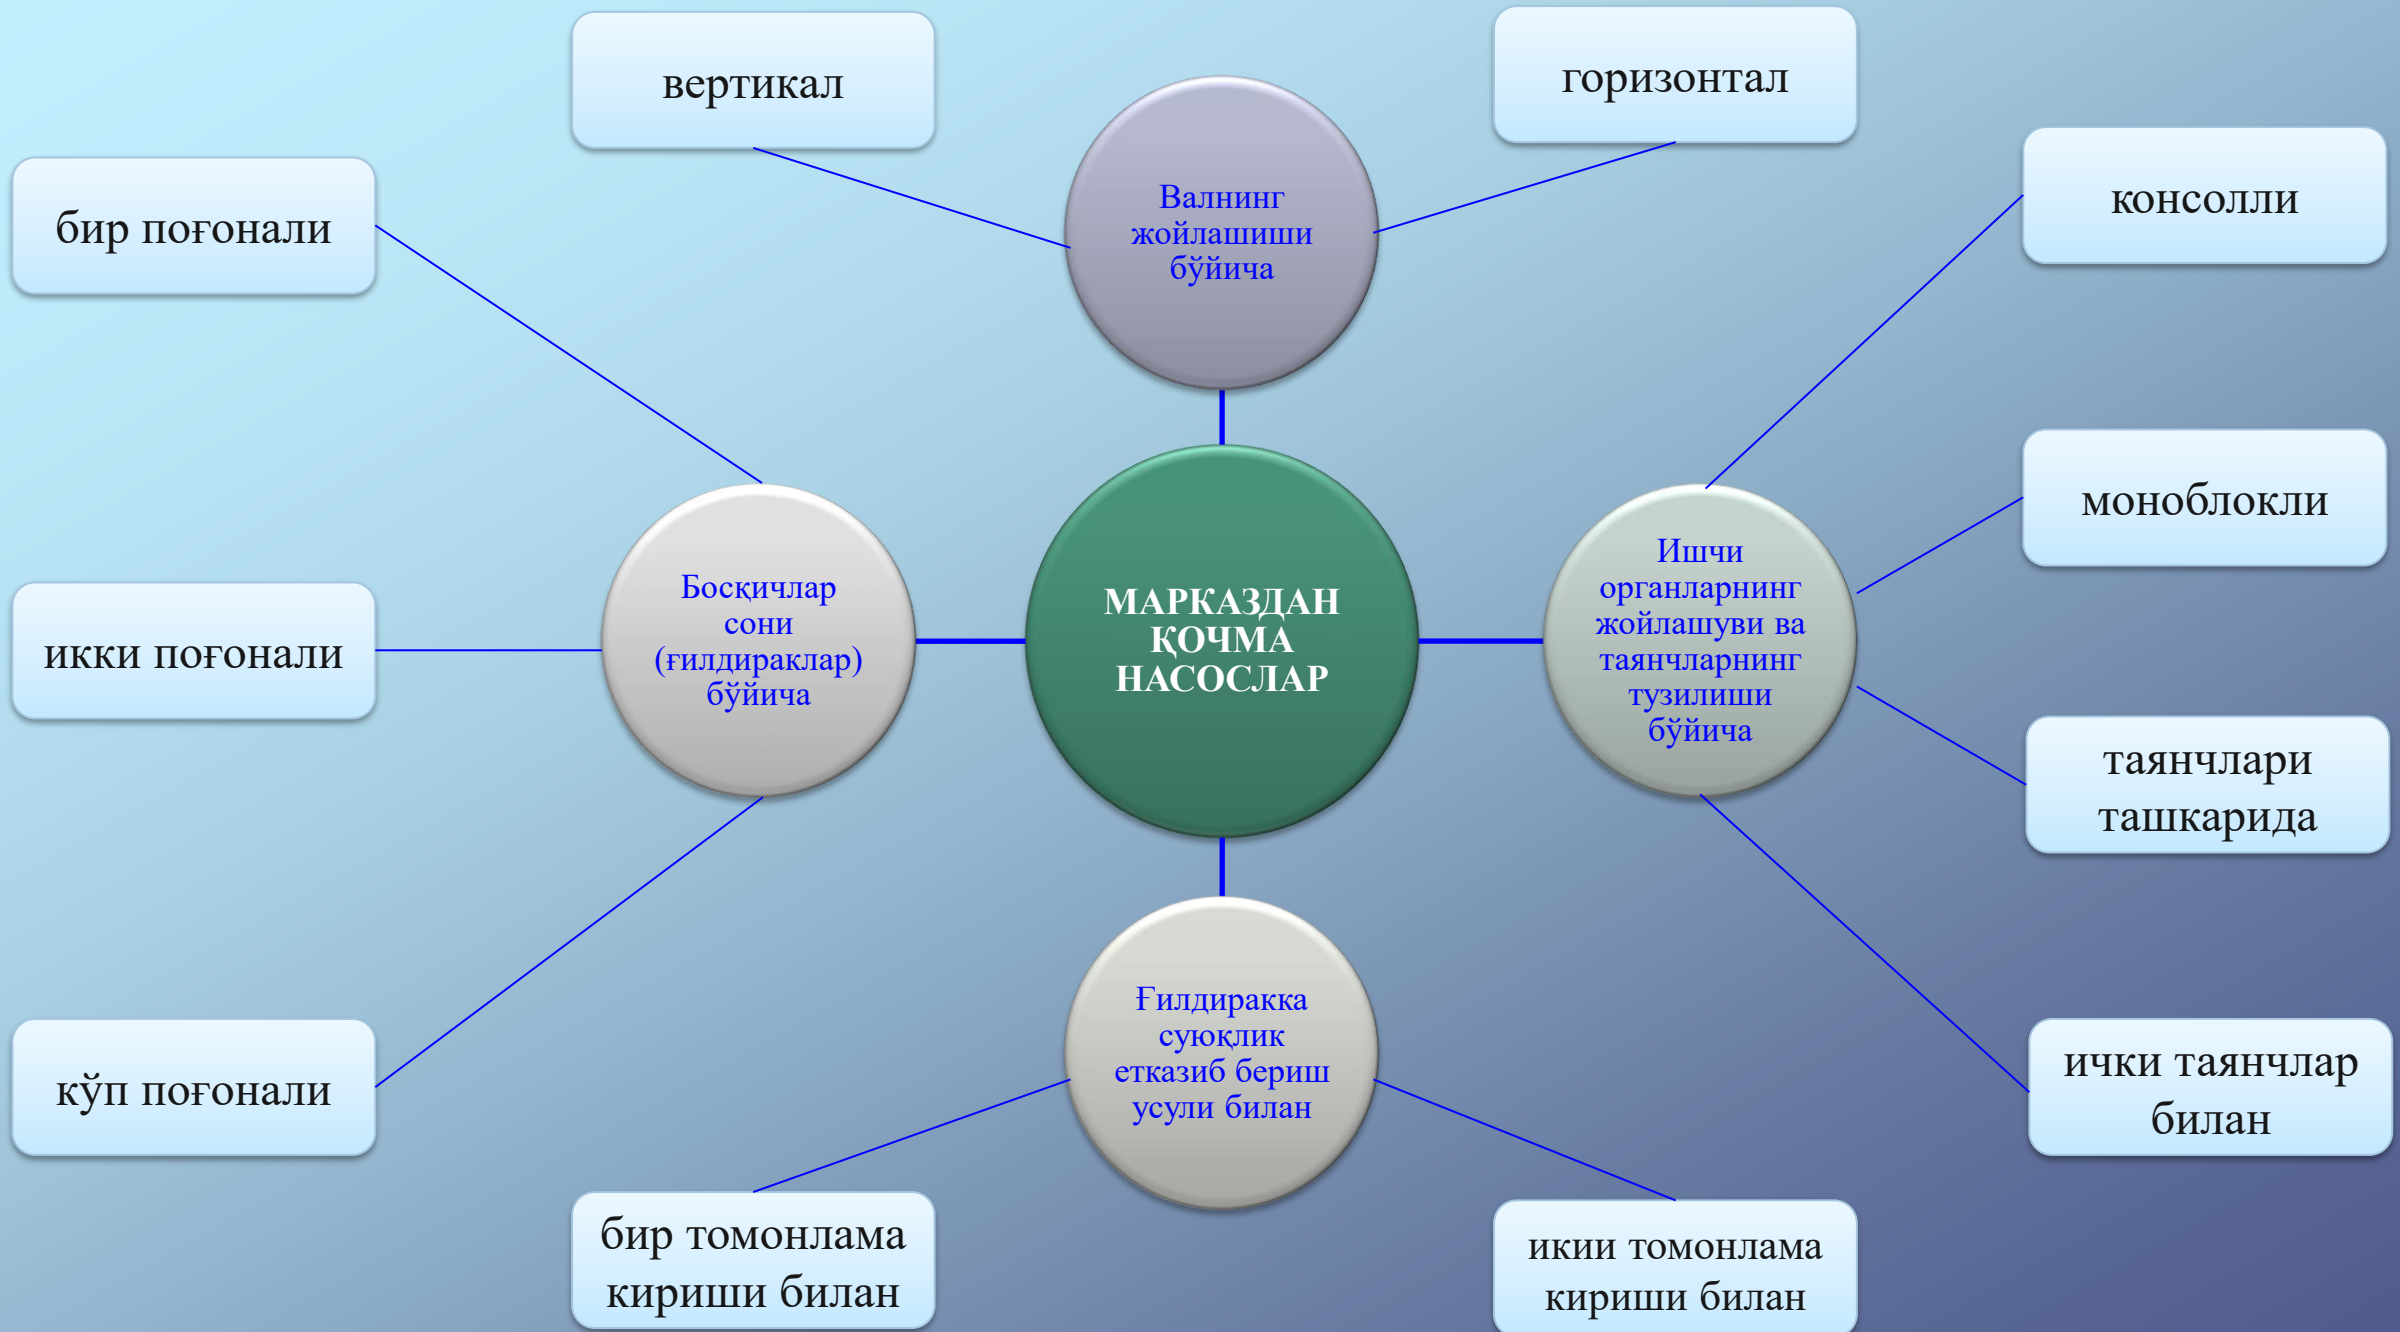 вертикал
горизонтал
Валнинг
жойлашиши
бўйича
консолли
бир поғонали
моноблокли
Босқичлар
сони
(ғилдираклар)
бўйича
МАРКАЗДАН
ҚОЧМА
НАСОСЛАР
Ишчи
органларнинг
жойлашуви ва
таянчларнинг
тузилиши
бўйича
икки поғонали
таянчлари
ташкарида
Ғилдиракка
суюқлик
етказиб бериш
усули билан
кўп поғонали
ички таянчлар
билан
бир томонлама
кириши билан
икии томонлама
кириши билан